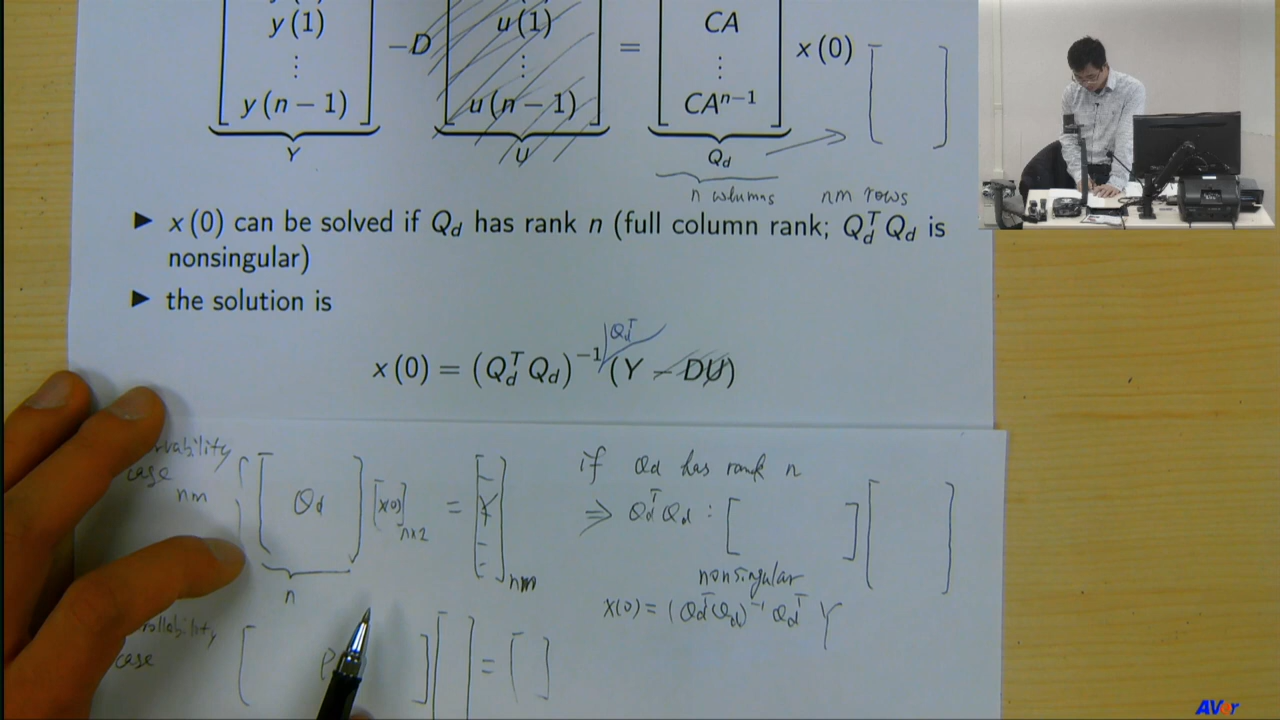 y (1) −D u (1) = CA x (0)
⋮ ⋮ ⋮
y (n − 1) u (n − 1) CAⁿ⁻¹
Y U Q_d
n columns nm rows
▶ x (0) can be solved if Q_d has rank n (full column rank; Q_d^T Q_d is
nonsingular)
▶ the solution is
Q_d^T
x (0) = (Q_d^T Q_d)⁻¹ (Y − DU)
case
nm
Q_d
x(0)
n×2
=
Y
nm
n
if Q_d has rank n
⇒ Q_d^T Q_d :
nonsingular
x(0) = (Q_d^T Q_d)⁻¹ Q_d^T Y
case
P
=
AVer